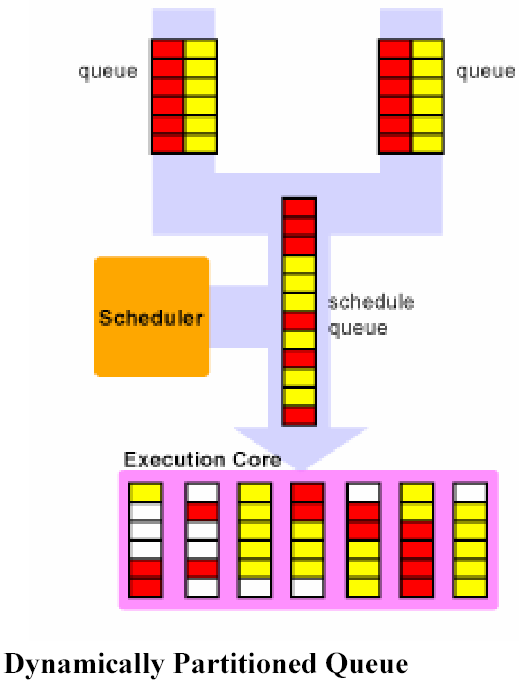 queue
queue
Scheduler
schedule
queue
Execution Core
Dynamically Partitioned Queue